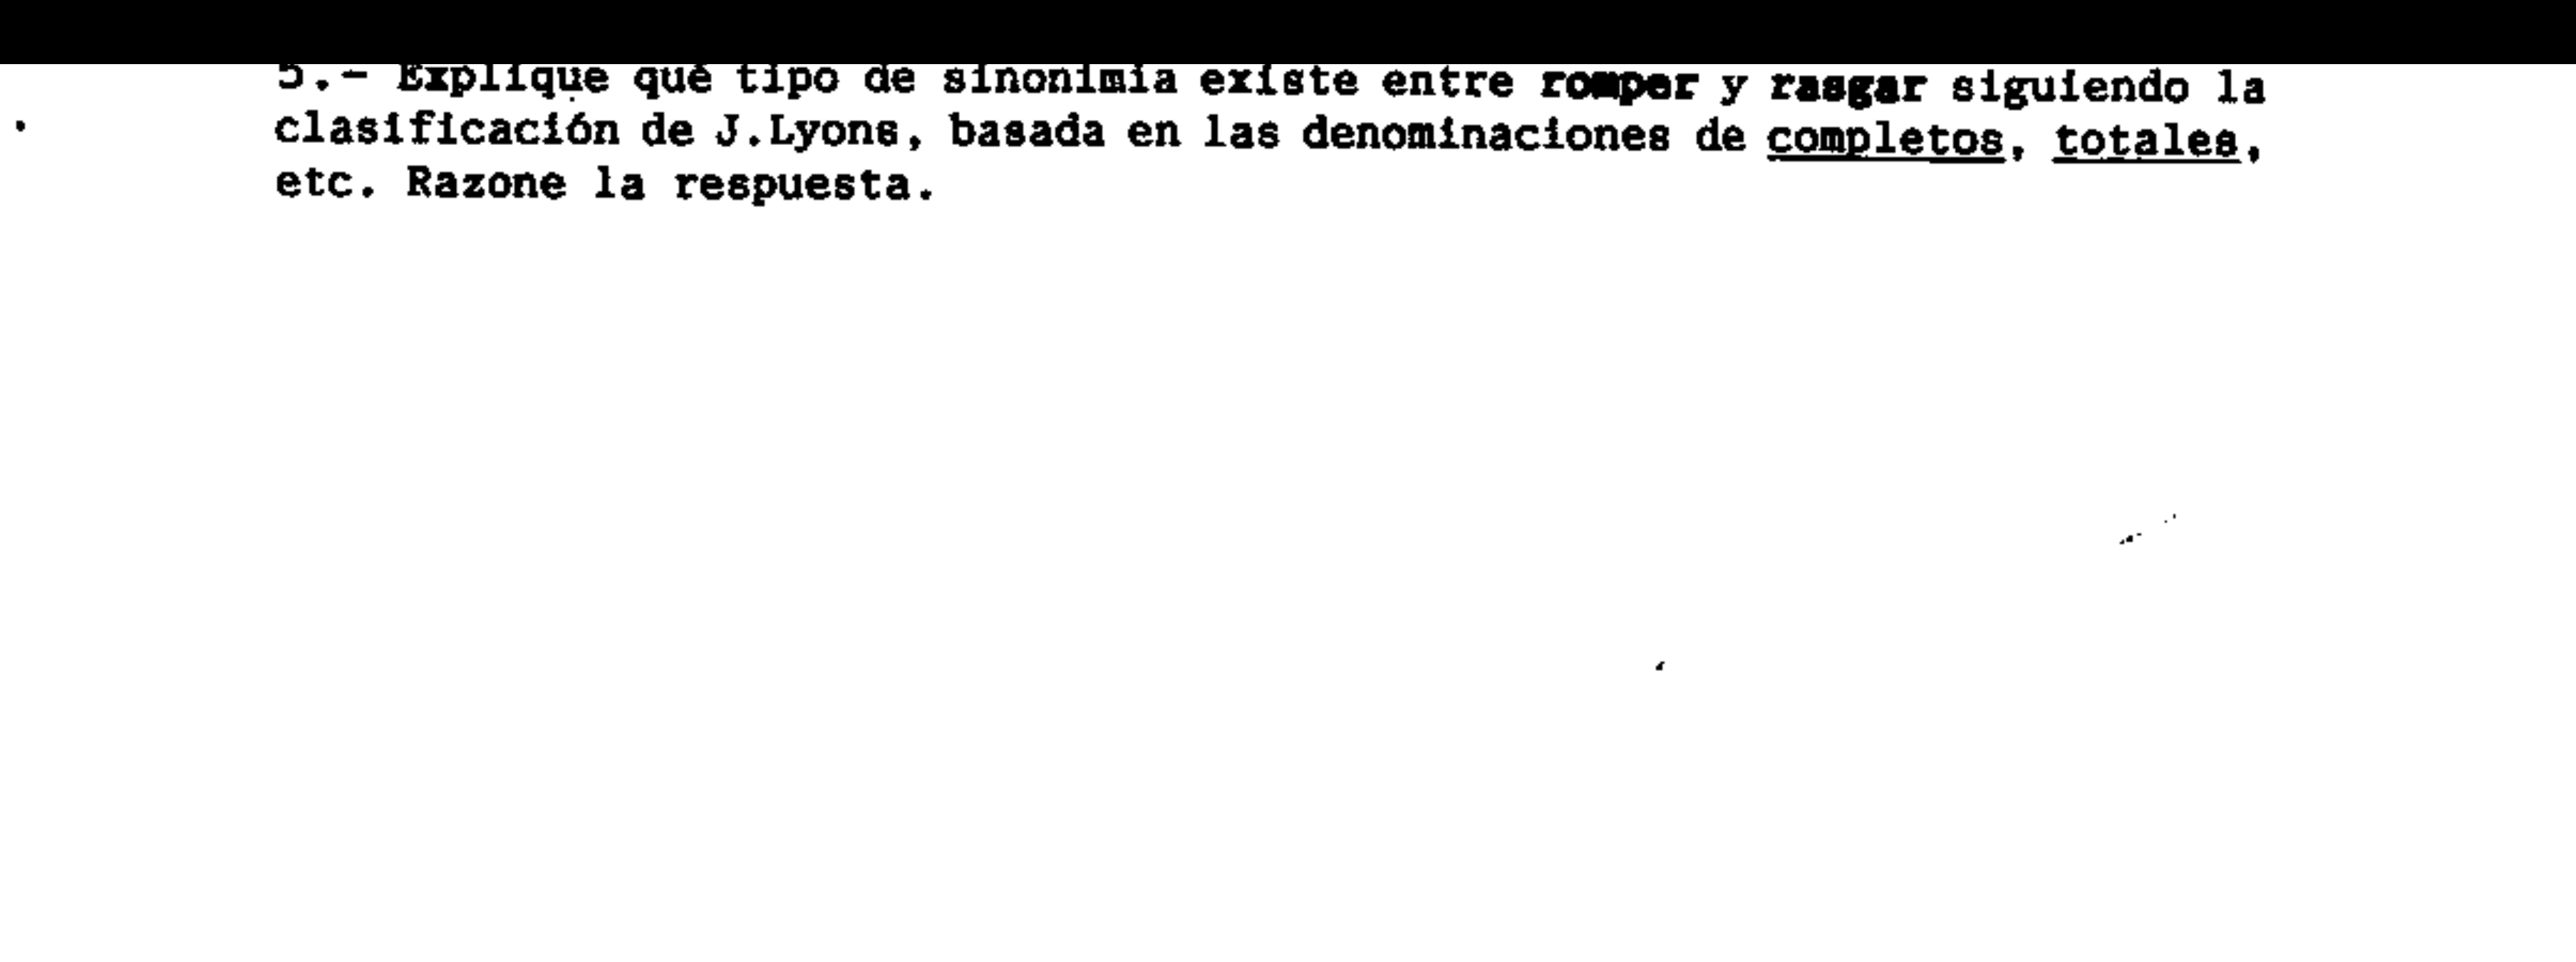 5.- Explique qué tipo de sinonimia existe entre romper y rasgar siguiendo la
clasificación de J.Lyons, basada en las denominaciones de completos, totales,
etc. Razone la respuesta.